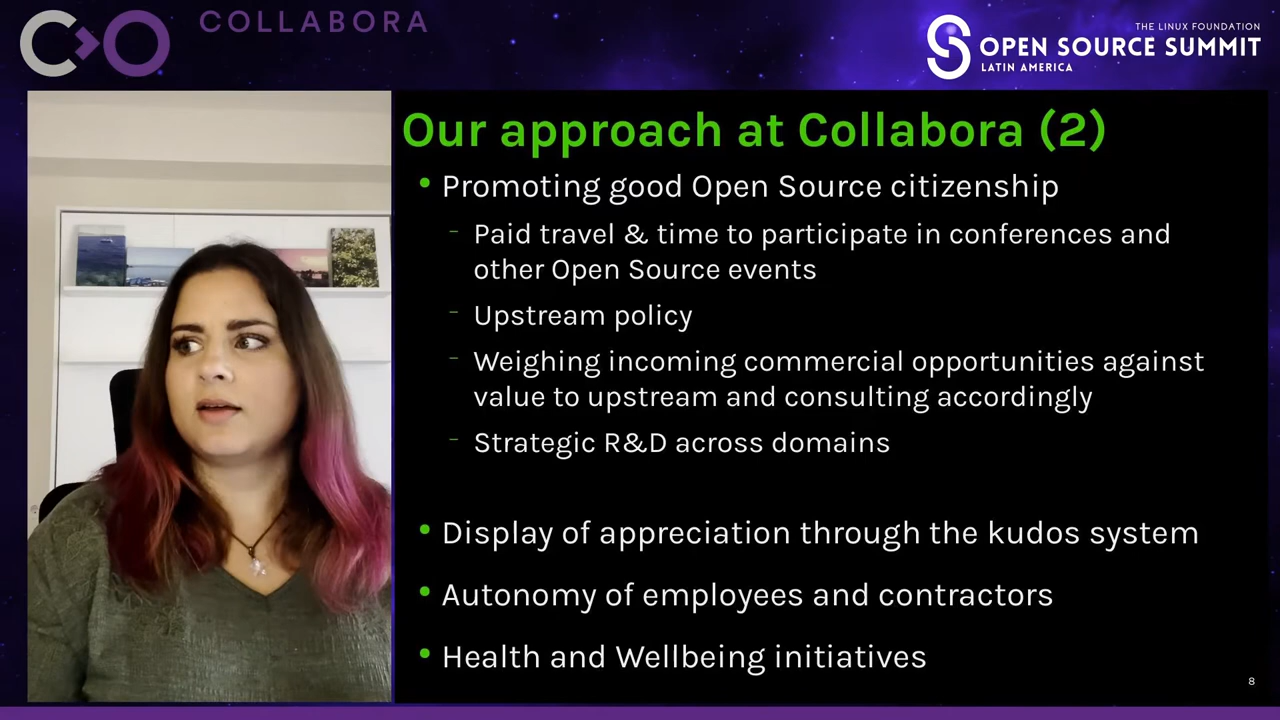 COLLABORA
THE LINUX FOUNDATION
OPEN SOURCE SUMMIT
LATIN AMERICA
Our approach at Collabora (2)
• Promoting good Open Source citizenship
- Paid travel & time to participate in conferences and
other Open Source events
- Upstream policy
- Weighing incoming commercial opportunities against
value to upstream and consulting accordingly
- Strategic R&D across domains
• Display of appreciation through the kudos system
• Autonomy of employees and contractors
• Health and Wellbeing initiatives
8